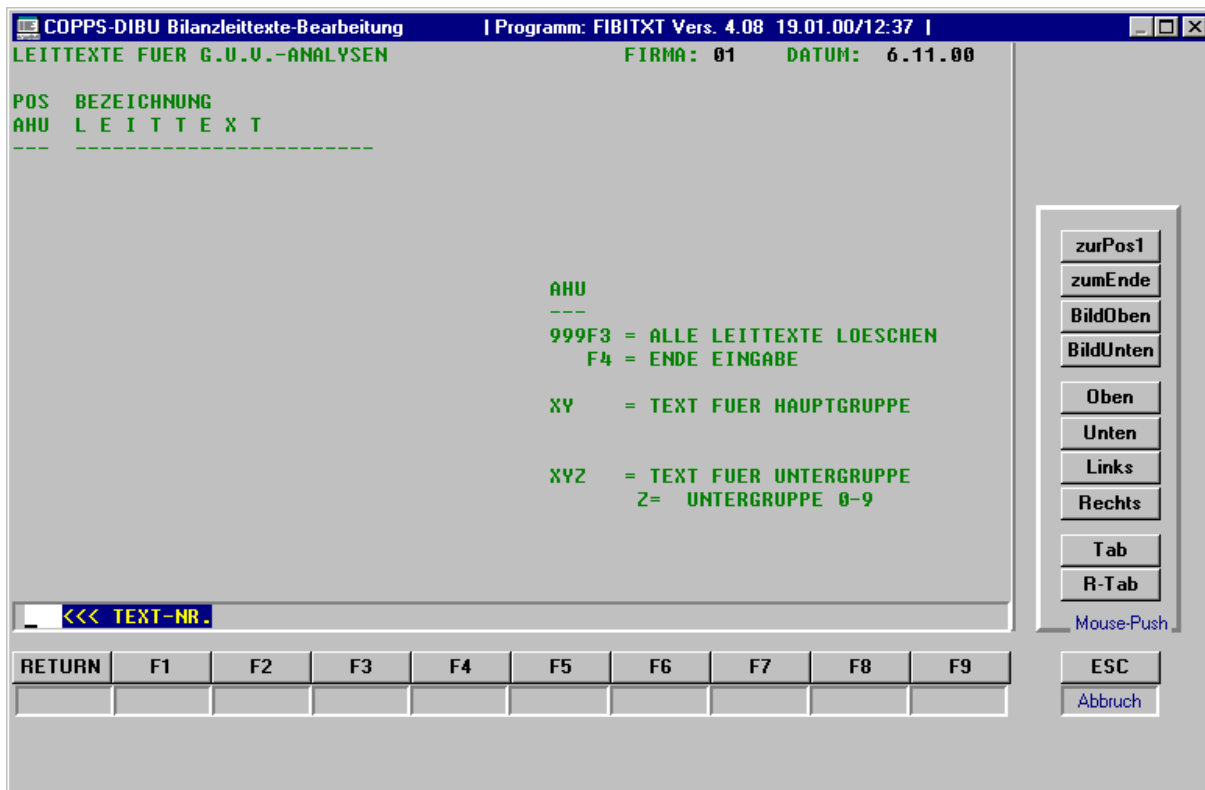 COPPS-DIBU Bilanzleittexte-Bearbeitung | Programm: FIBITXT Vers. 4.08 19.01.00/12:37 |
LEITTEXTE FUER G.U.V.-ANALYSEN FIRMA: 01 DATUM: 6.11.00
POS BEZEICHNUNG
AHU L E I T T E X T
--- ------------------------
AHU
---
999F3 = ALLE LEITTEXTE LOESCHEN
F4 = ENDE EINGABE
XY = TEXT FUER HAUPTGRUPPE
XYZ = TEXT FUER UNTERGRUPPE
Z= UNTERGRUPPE 0-9
zurPos1
zumEnde
BildOben
BildUnten
Oben
Unten
Links
Rechts
Tab
R-Tab
Mouse-Push
_ <<< TEXT-NR.
RETURN F1 F2 F3 F4 F5 F6 F7 F8 F9 ESC
Abbruch